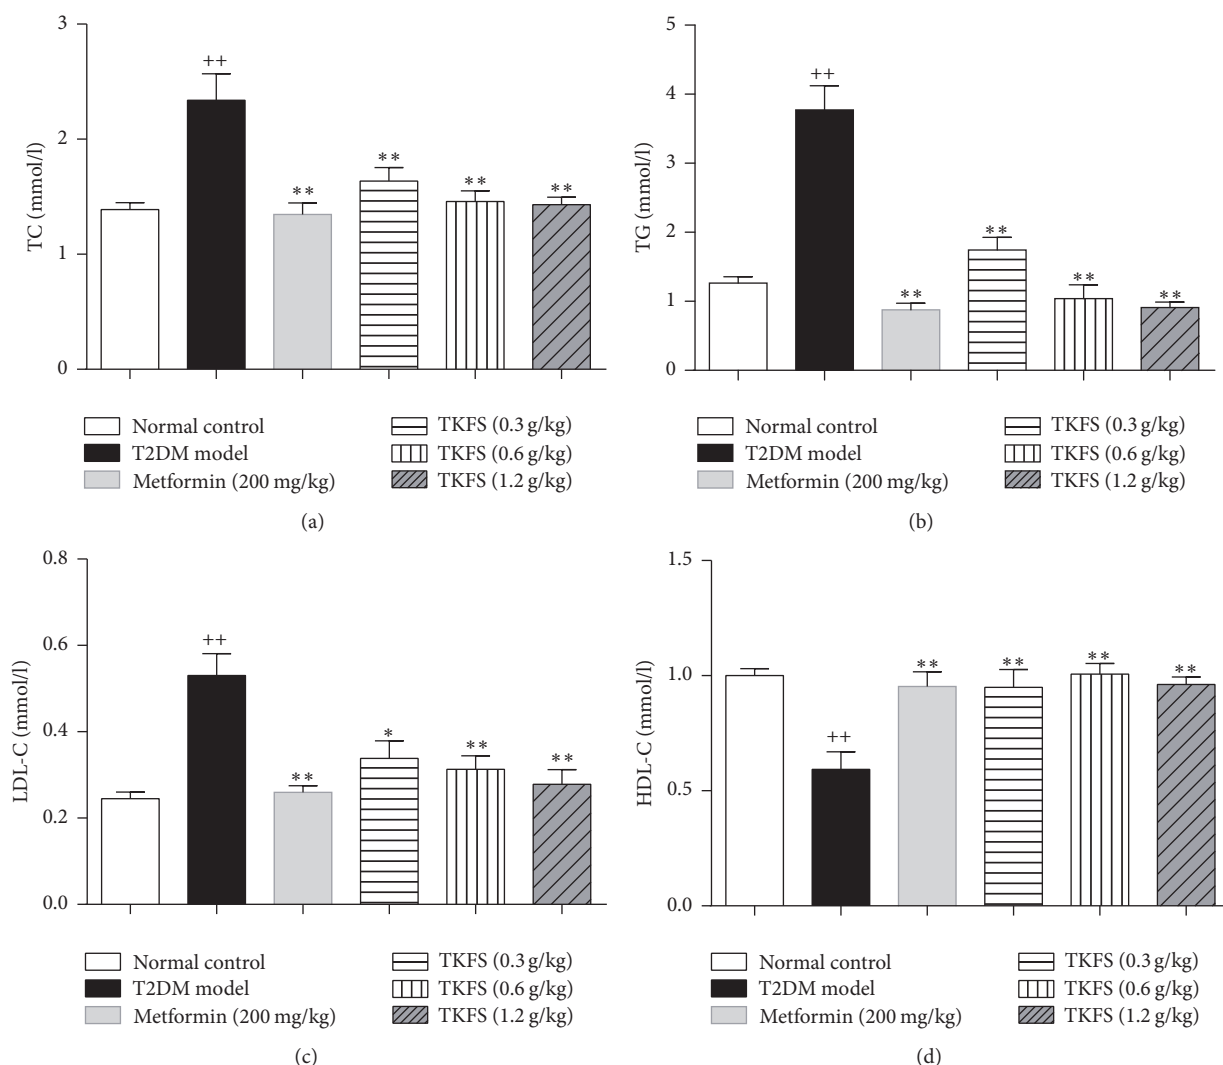 3
2
1
0
TC (mmol/l)
++
**
**
**
**
Normal control
T2DM model
Metformin (200 mg/kg)
TKFS (0.3 g/kg)
TKFS (0.6 g/kg)
TKFS (1.2 g/kg)
(a)
5
4
3
2
1
0
TG (mmol/l)
++
**
**
**
**
Normal control
T2DM model
Metformin (200 mg/kg)
TKFS (0.3 g/kg)
TKFS (0.6 g/kg)
TKFS (1.2 g/kg)
(b)
0.8
0.6
0.4
0.2
0.0
LDL-C (mmol/l)
++
**
*
**
**
Normal control
T2DM model
Metformin (200 mg/kg)
TKFS (0.3 g/kg)
TKFS (0.6 g/kg)
TKFS (1.2 g/kg)
(c)
1.5
1.0
0.5
0.0
HDL-C (mmol/l)
++
**
**
**
**
Normal control
T2DM model
Metformin (200 mg/kg)
TKFS (0.3 g/kg)
TKFS (0.6 g/kg)
TKFS (1.2 g/kg)
(d)